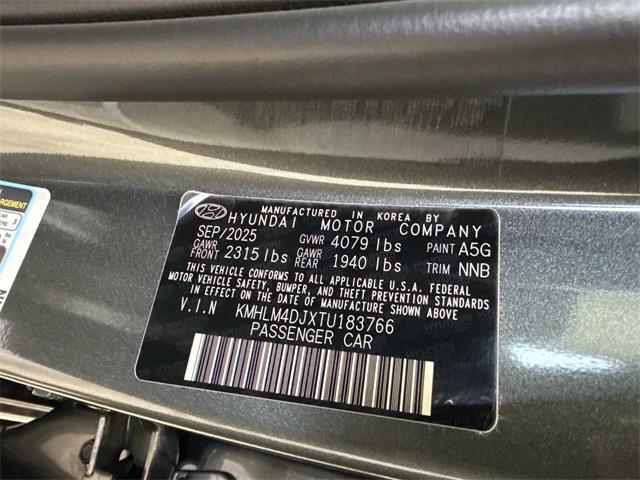 MANUFACTURED IN KOREA BY
HYUNDAI MOTOR COMPANY
SEP/2025 GVWR 4079 lbs PAINT A5G
GAWR FRONT 2315 lbs GAWR REAR 1940 lbs TRIM NNB
THIS VEHICLE CONFORMS TO ALL APPLICABLE U.S.A. FEDERAL
MOTOR VEHICLE SAFETY, BUMPER, AND THEFT PREVENTION STANDARDS
IN EFFECT ON THE DATE OF MANUFACTURE SHOWN ABOVE
V.I.N KMHLM4DJXTU183766
PASSENGER CAR